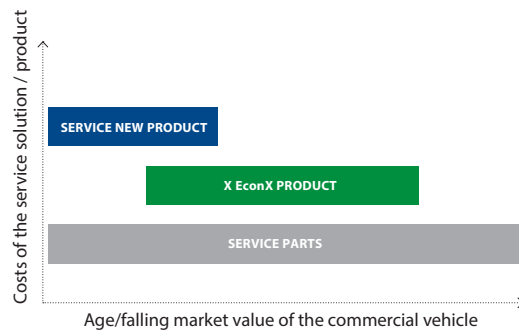 Costs of the service solution / product
SERVICE NEW PRODUCT
X EconX PRODUCT
SERVICE PARTS
Age/falling market value of the commercial vehicle